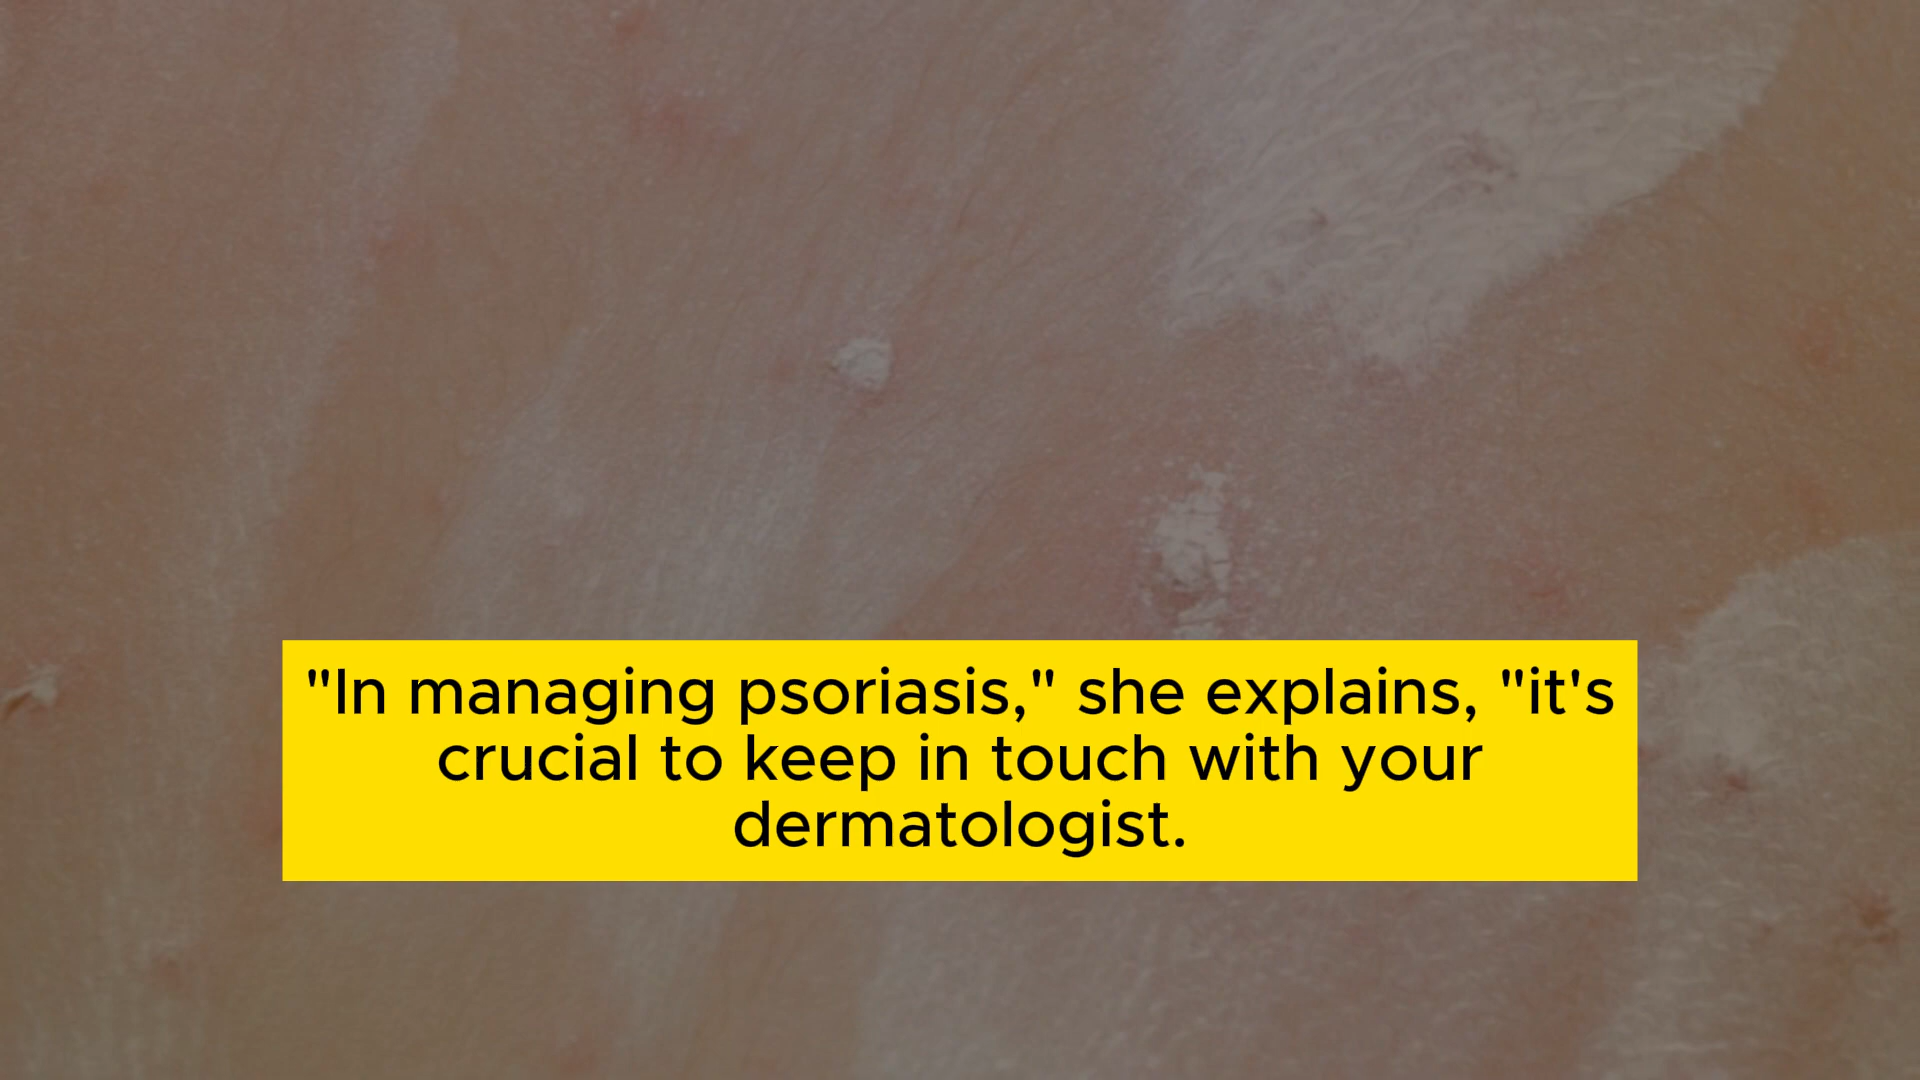 "In managing psoriasis," she explains, "it's
crucial to keep in touch with your
dermatologist.